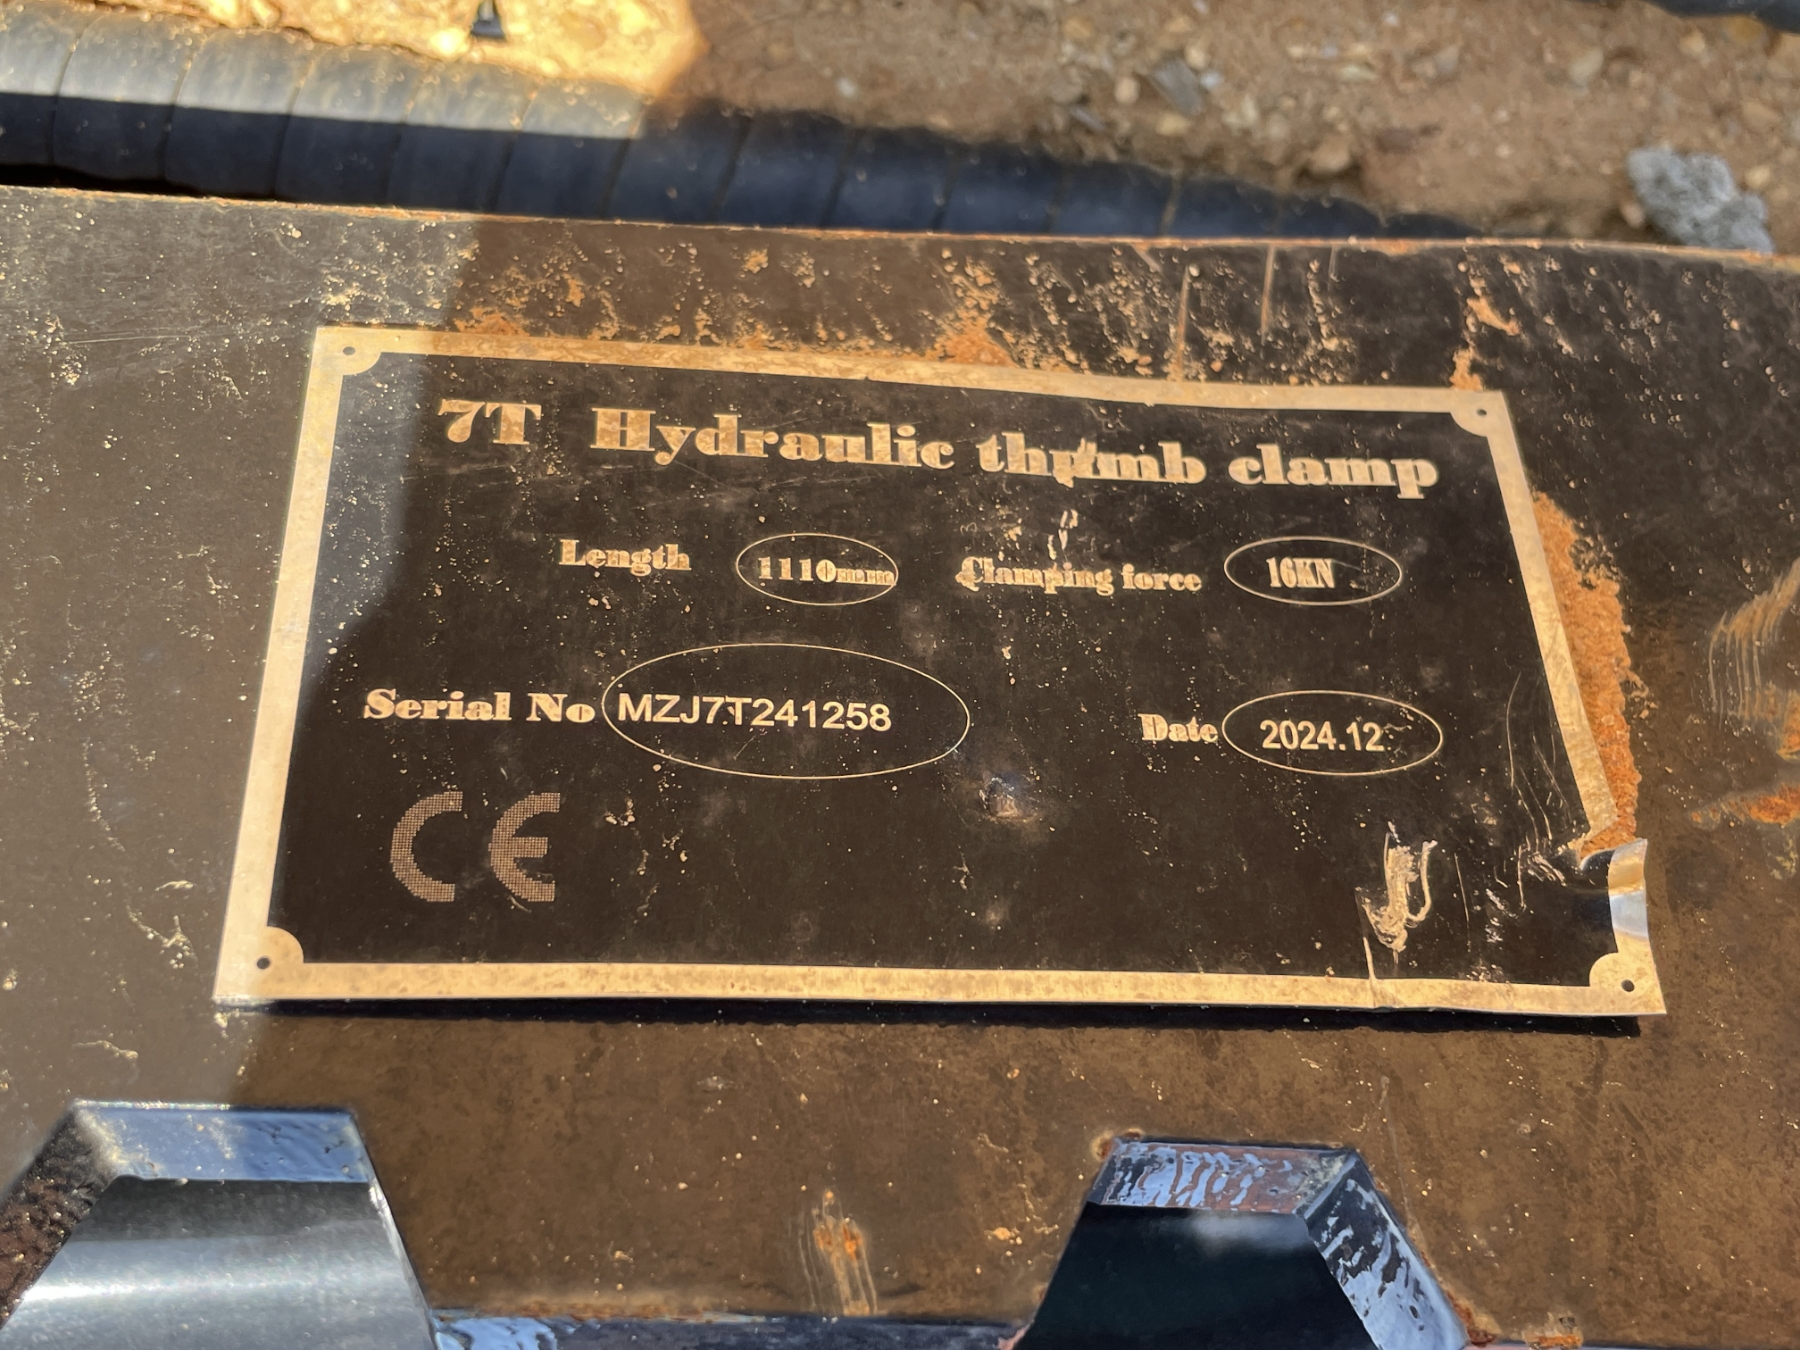 7T Hydraulic thumb clamp
Length 1110mm Clamping force 16KN
Serial No MZJ7T241258 Date 2024.12
CE